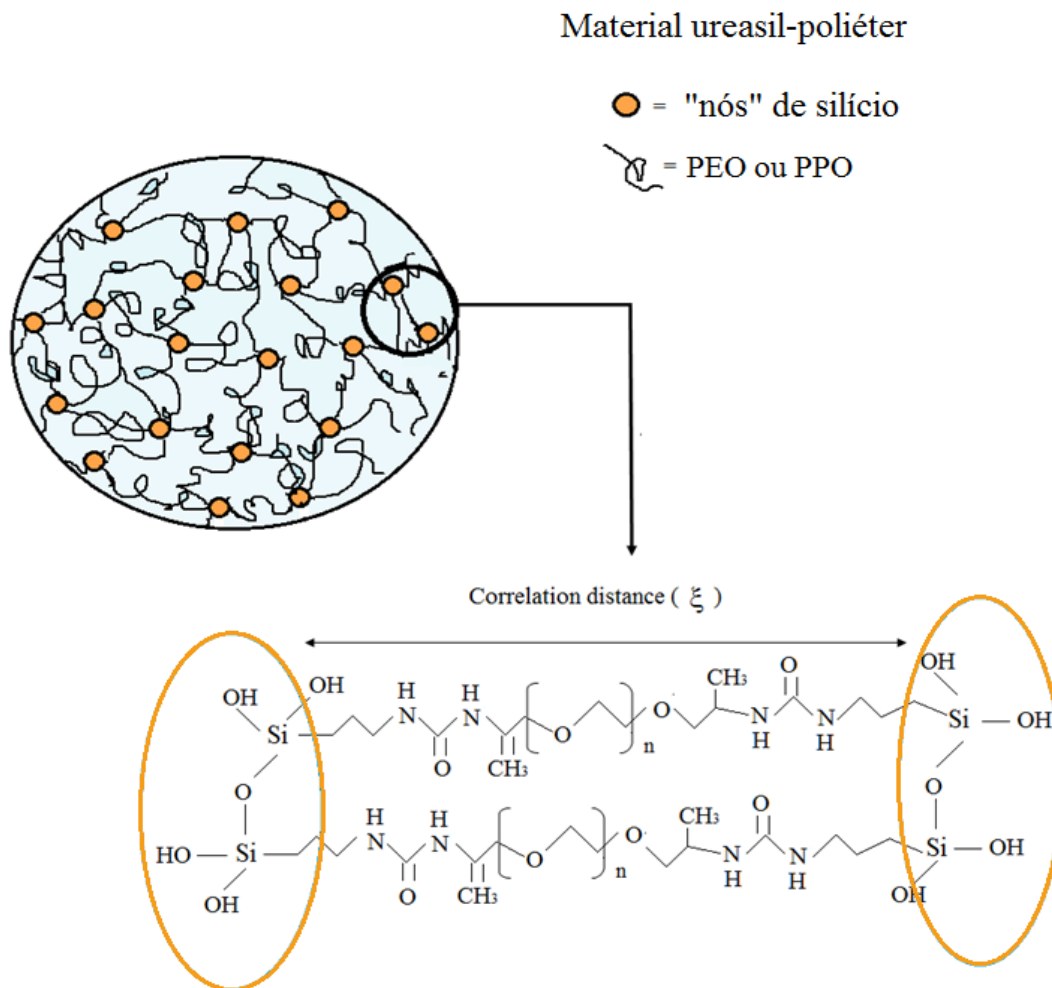 Material ureasil-poliéter
= "nós" de silício
= PEO ou PPO
Correlation distance ( ξ )
OH
OH
Si
O
HO
Si
OH
H
N
O
H
N
CH₃
O
n
O
CH₃
N
H
O
N
H
OH
Si
OH
O
H
N
O
H
N
CH₃
O
n
O
CH₃
N
H
O
N
H
Si
OH
OH